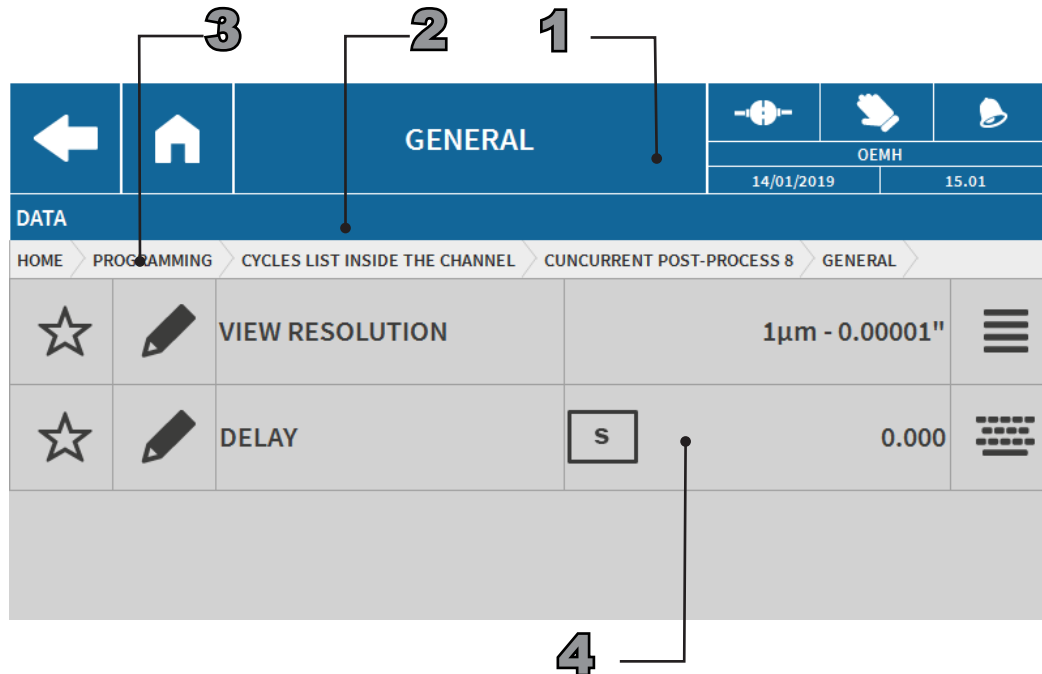 3 2 1
GENERAL
OEMH
14/01/2019 15.01
DATA
HOME PROGRAMMING CYCLES LIST INSIDE THE CHANNEL CUNCURRENT POST-PROCESS 8 GENERAL
VIEW RESOLUTION 1µm - 0.00001"
DELAY S 0.000
4